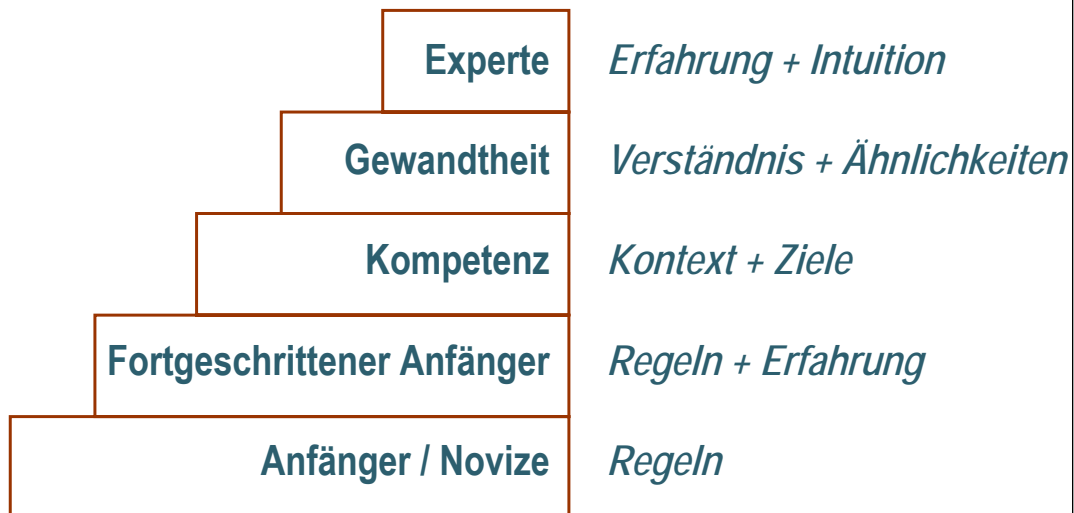 Experte Erfahrung + Intuition
Gewandtheit Verständnis + Ähnlichkeiten
Kompetenz Kontext + Ziele
Fortgeschrittener Anfänger Regeln + Erfahrung
Anfänger / Novize Regeln